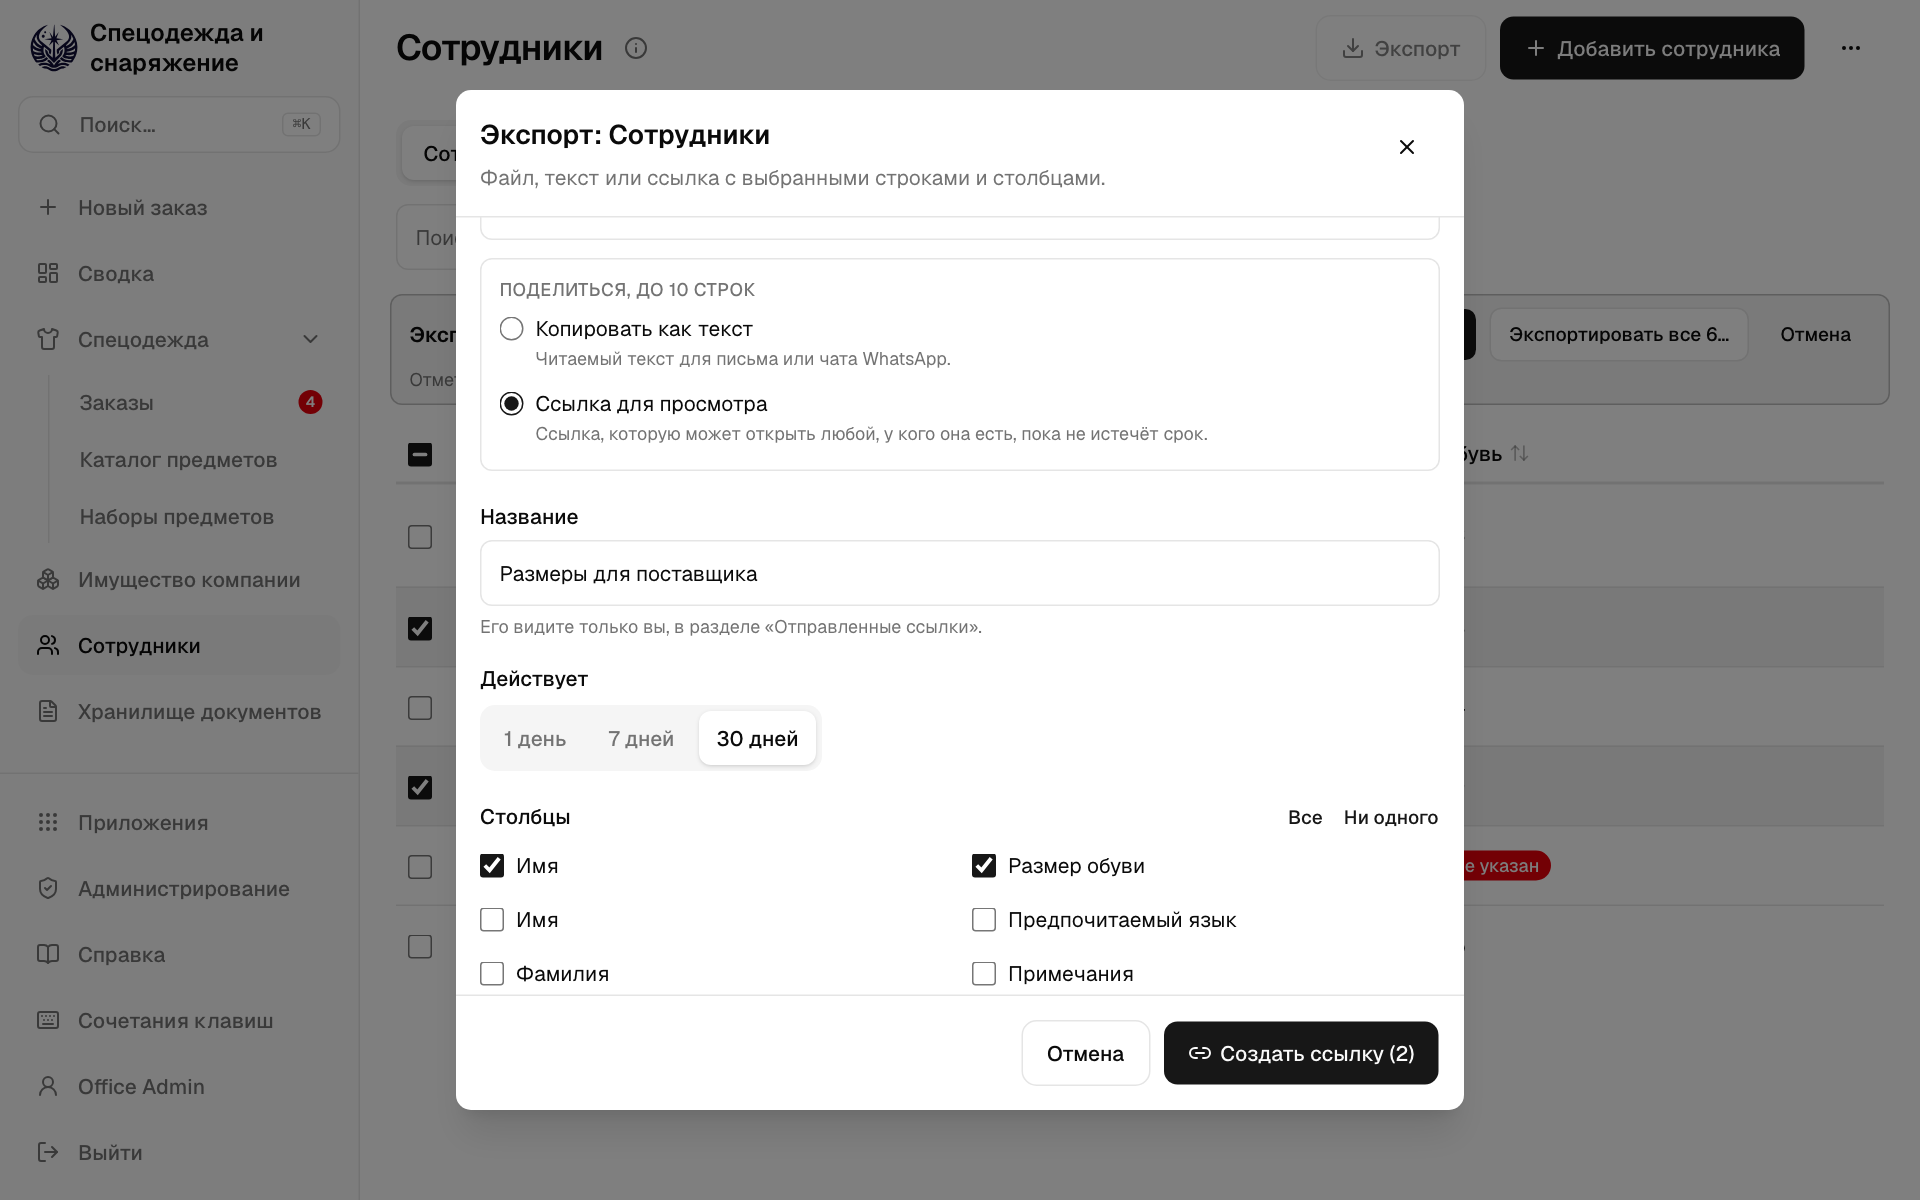 Спецодежда и
снаряжение
Поиск...
⌘K
Новый заказ
Сводка
Спецодежда
Заказы
4
Каталог предметов
Наборы предметов
Имущество компании
Сотрудники
Хранилище документов
Приложения
Администрирование
Справка
Сочетания клавиш
Office Admin
Выйти
Сотрудники
Экспорт
Добавить сотрудника
Экспортировать все 6...
Отмена
Экспорт: Сотрудники
Файл, текст или ссылка с выбранными строками и столбцами.
ПОДЕЛИТЬСЯ, ДО 10 СТРОК
Копировать как текст
Читаемый текст для письма или чата WhatsApp.
Ссылка для просмотра
Ссылка, которую может открыть любой, у кого она есть, пока не истечёт срок.
Название
Размеры для поставщика
Его видите только вы, в разделе «Отправленные ссылки».
Действует
1 день
7 дней
30 дней
Столбцы
Все
Ни одного
Имя
Размер обуви
Имя
Предпочитаемый язык
Фамилия
Примечания
Отмена
Создать ссылку (2)
указан